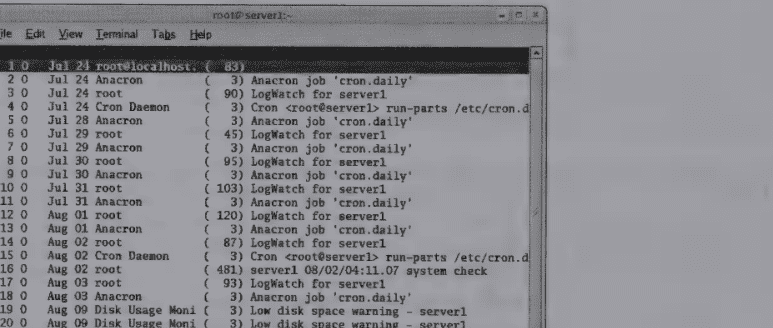 root@server1:~
ile Edit View Terminal Tabs Help
1 O Jul 24 root@localhost. ( 83)
2 O Jul 24 Anacron ( 3) Anacron job 'cron.daily'
3 O Jul 24 root ( 90) LogWatch for server1
4 O Jul 24 Cron Daemon ( 3) Cron <root@server1> run-parts /etc/cron.d
5 O Jul 28 Anacron ( 3) Anacron job 'cron.daily'
6 O Jul 29 root ( 45) LogWatch for server1
7 O Jul 29 Anacron ( 3) Anacron job 'cron.daily'
8 O Jul 30 root ( 95) LogWatch for server1
9 O Jul 30 Anacron ( 3) Anacron job 'cron.daily'
10 O Jul 31 root ( 103) LogWatch for server1
11 O Jul 31 Anacron ( 3) Anacron job 'cron.daily'
12 O Aug 01 root ( 120) LogWatch for server1
13 O Aug 01 Anacron ( 3) Anacron job 'cron.daily'
14 O Aug 02 root ( 87) LogWatch for server1
15 O Aug 02 Cron Daemon ( 3) Cron <root@server1> run-parts /etc/cron.d
16 O Aug 02 root ( 481) server1 08/02/04:11.07 system check
17 O Aug 03 root ( 93) LogWatch for server1
18 O Aug 03 Anacron ( 3) Anacron job 'cron.daily'
19 O Aug 09 Disk Usage Moni ( 3) Low disk space warning - server1
20 O Aug 09 Disk Usage Moni ( 3) Low disk space warning - server1